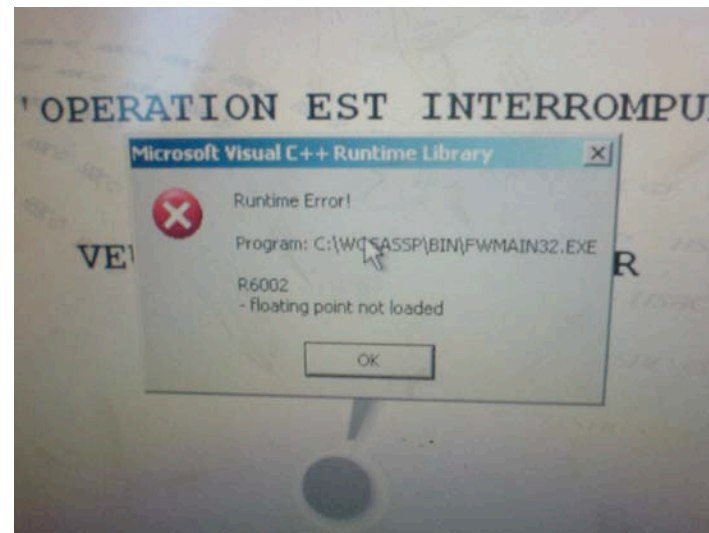 'OPERATION EST INTERROMPU
Microsoft Visual C++ Runtime Library
Runtime Error!
Program: C:\WOSASSP\BIN\FWMAIN32.EXE
VE
R
R6002
- floating point not loaded
OK